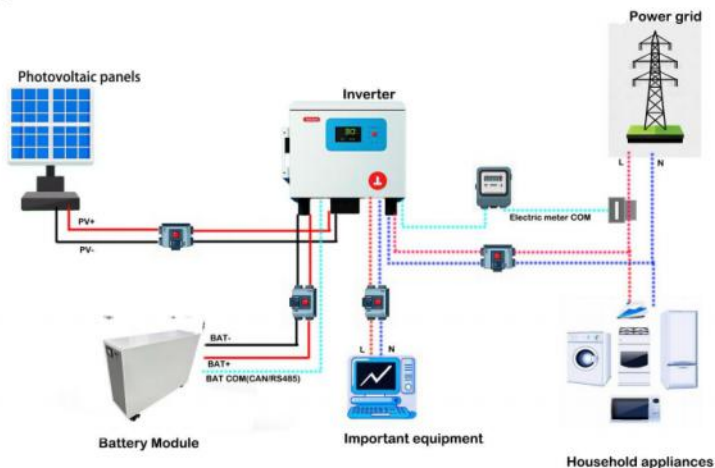 Power grid
Photovoltaic panels
Inverter
L
N
Electric meter COM
PV+
PV-
BAT-
BAT+
BAT COM(CAN/RS485)
L
N
Battery Module
Important equipment
Household appliances